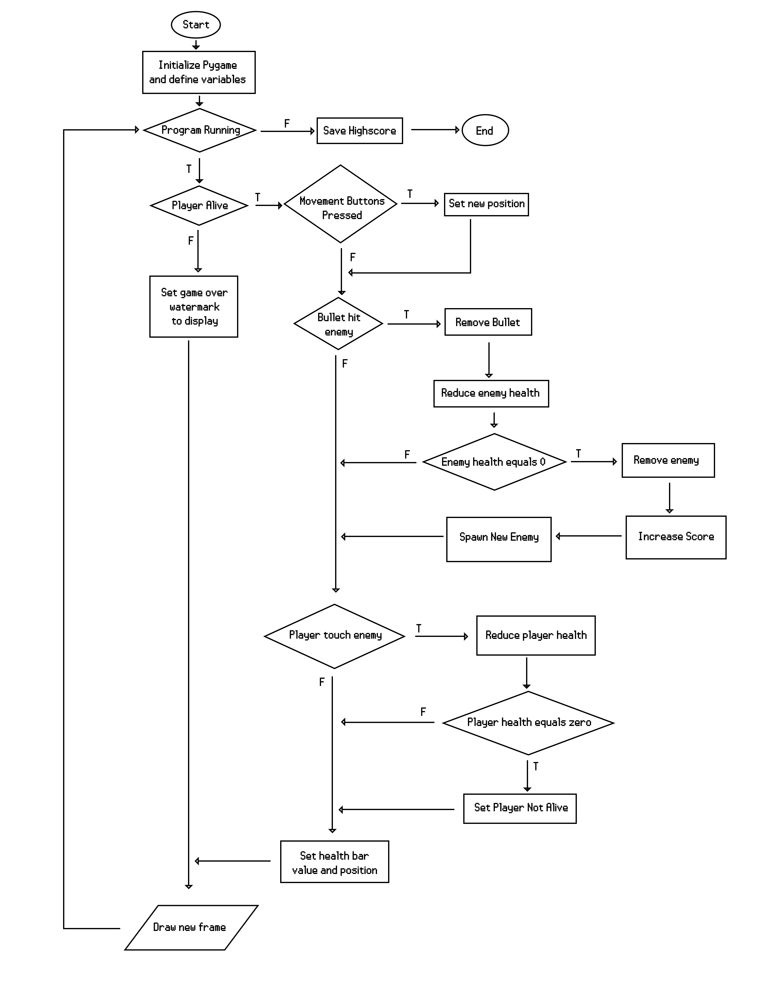 Start
Initialize Pygame
and define variables
Program Running
F
Save Highscore
End
T
Player Alive
T
Movement Buttons
Pressed
T
Set new position
F
F
Set game over
watermark
to display
Bullet hit
enemy
T
Remove Bullet
F
Reduce enemy health
F
Enemy health equals 0
T
Remove enemy
Spawn New Enemy
Increase Score
Player touch enemy
T
Reduce player health
F
F
Player health equals zero
T
Set Player Not Alive
Set health bar
value and position
Draw new frame